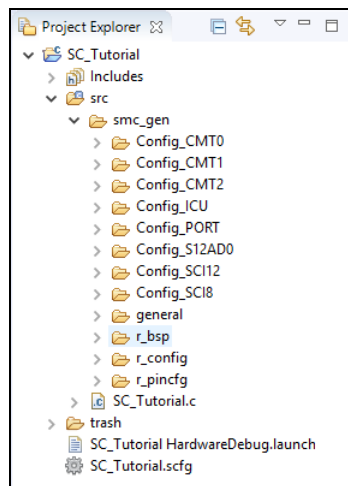 Project Explorer
SC_Tutorial
Includes
src
smc_gen
Config_CMT0
Config_CMT1
Config_CMT2
Config_ICU
Config_PORT
Config_S12AD0
Config_SCI12
Config_SCI8
general
r_bsp
r_config
r_pincfg
SC_Tutorial.c
trash
SC_Tutorial HardwareDebug.launch
SC_Tutorial.scfg